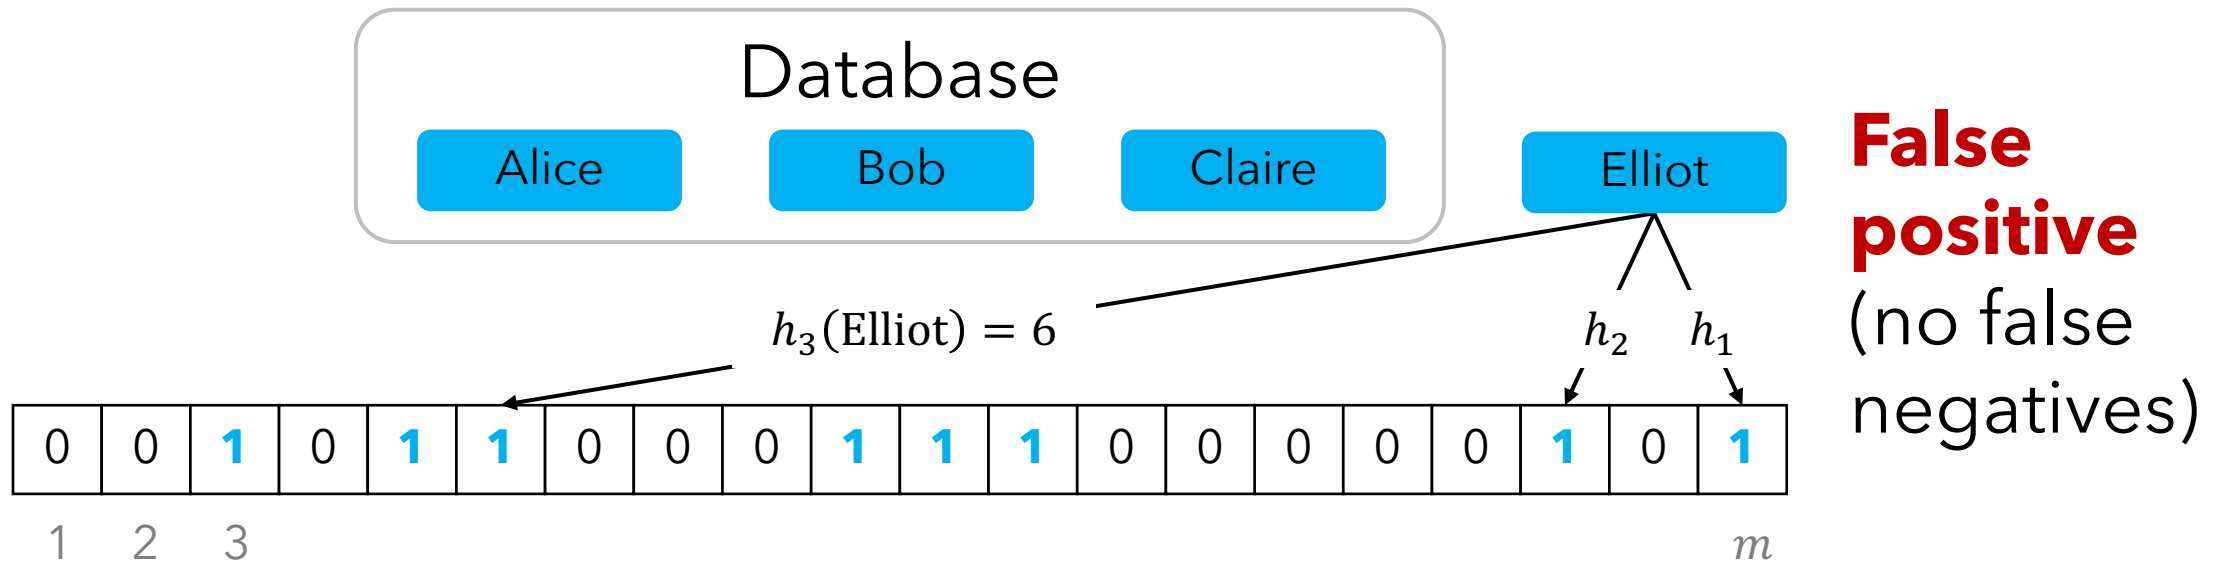 Database
Alice Bob Claire Elliot
False
positive
(no false
negatives)
h₃(Elliot) = 6 h₂ h₁
0 0 1 0 1 1 0 0 0 1 1 1 0 0 0 0 0 1 0 1
1 2 3 m